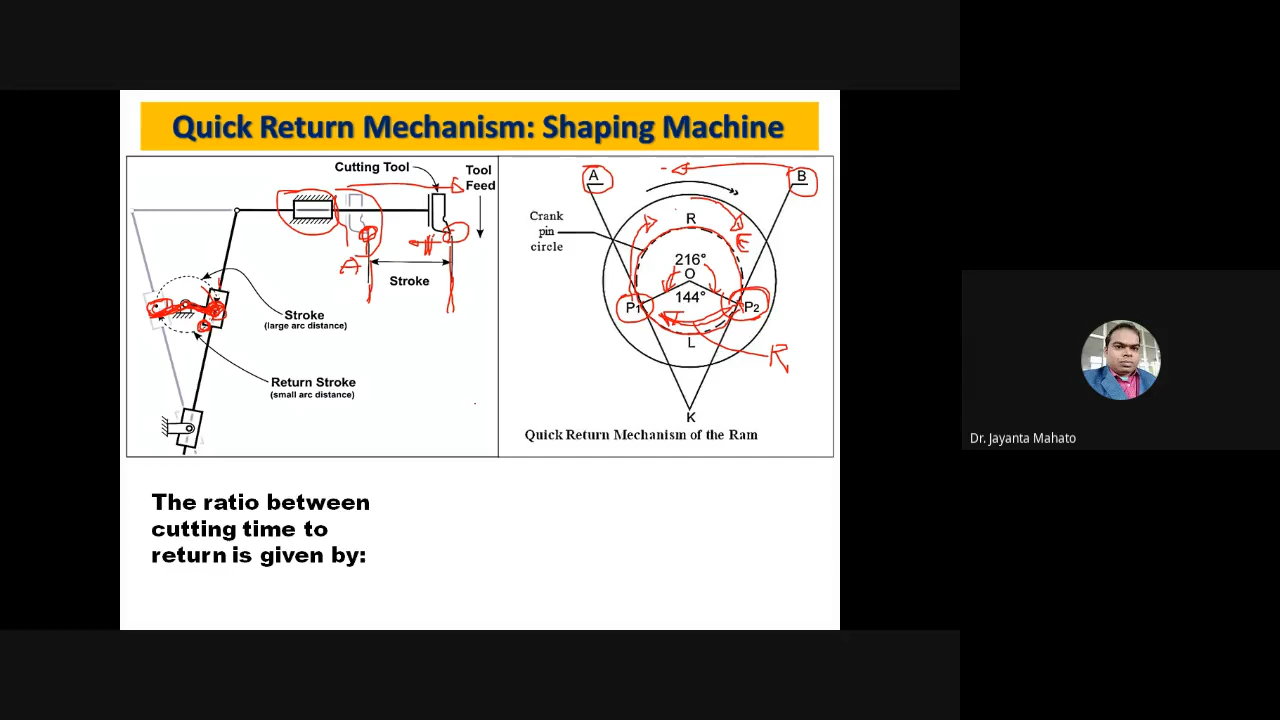 Quick Return Mechanism: Shaping Machine
Cutting Tool
Tool
Feed
A
Stroke
Stroke
(large arc distance)
Return Stroke
(small arc distance)
A
B
Crank
pin
circle
R
E
216°
O
144°
P1
P2
L
R
K
Quick Return Mechanism of the Ram
The ratio between
cutting time to
return is given by:
Dr. Jayanta Mahato